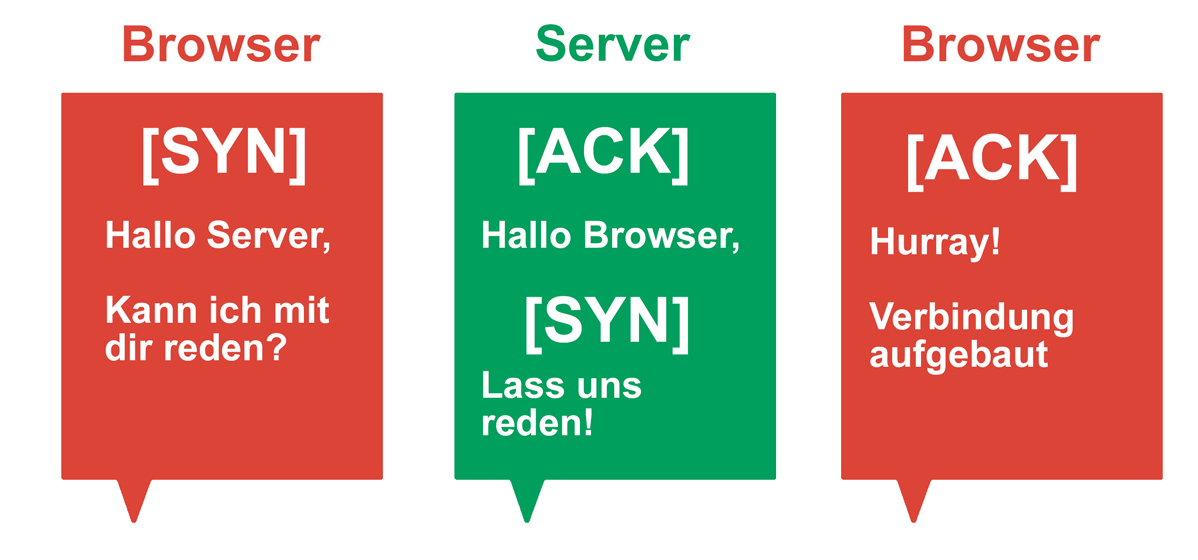 Browser
[SYN]
Hallo Server,
Kann ich mit
dir reden?
Server
[ACK]
Hallo Browser,
[SYN]
Lass uns
reden!
Browser
[ACK]
Hurray!
Verbindung
aufgebaut